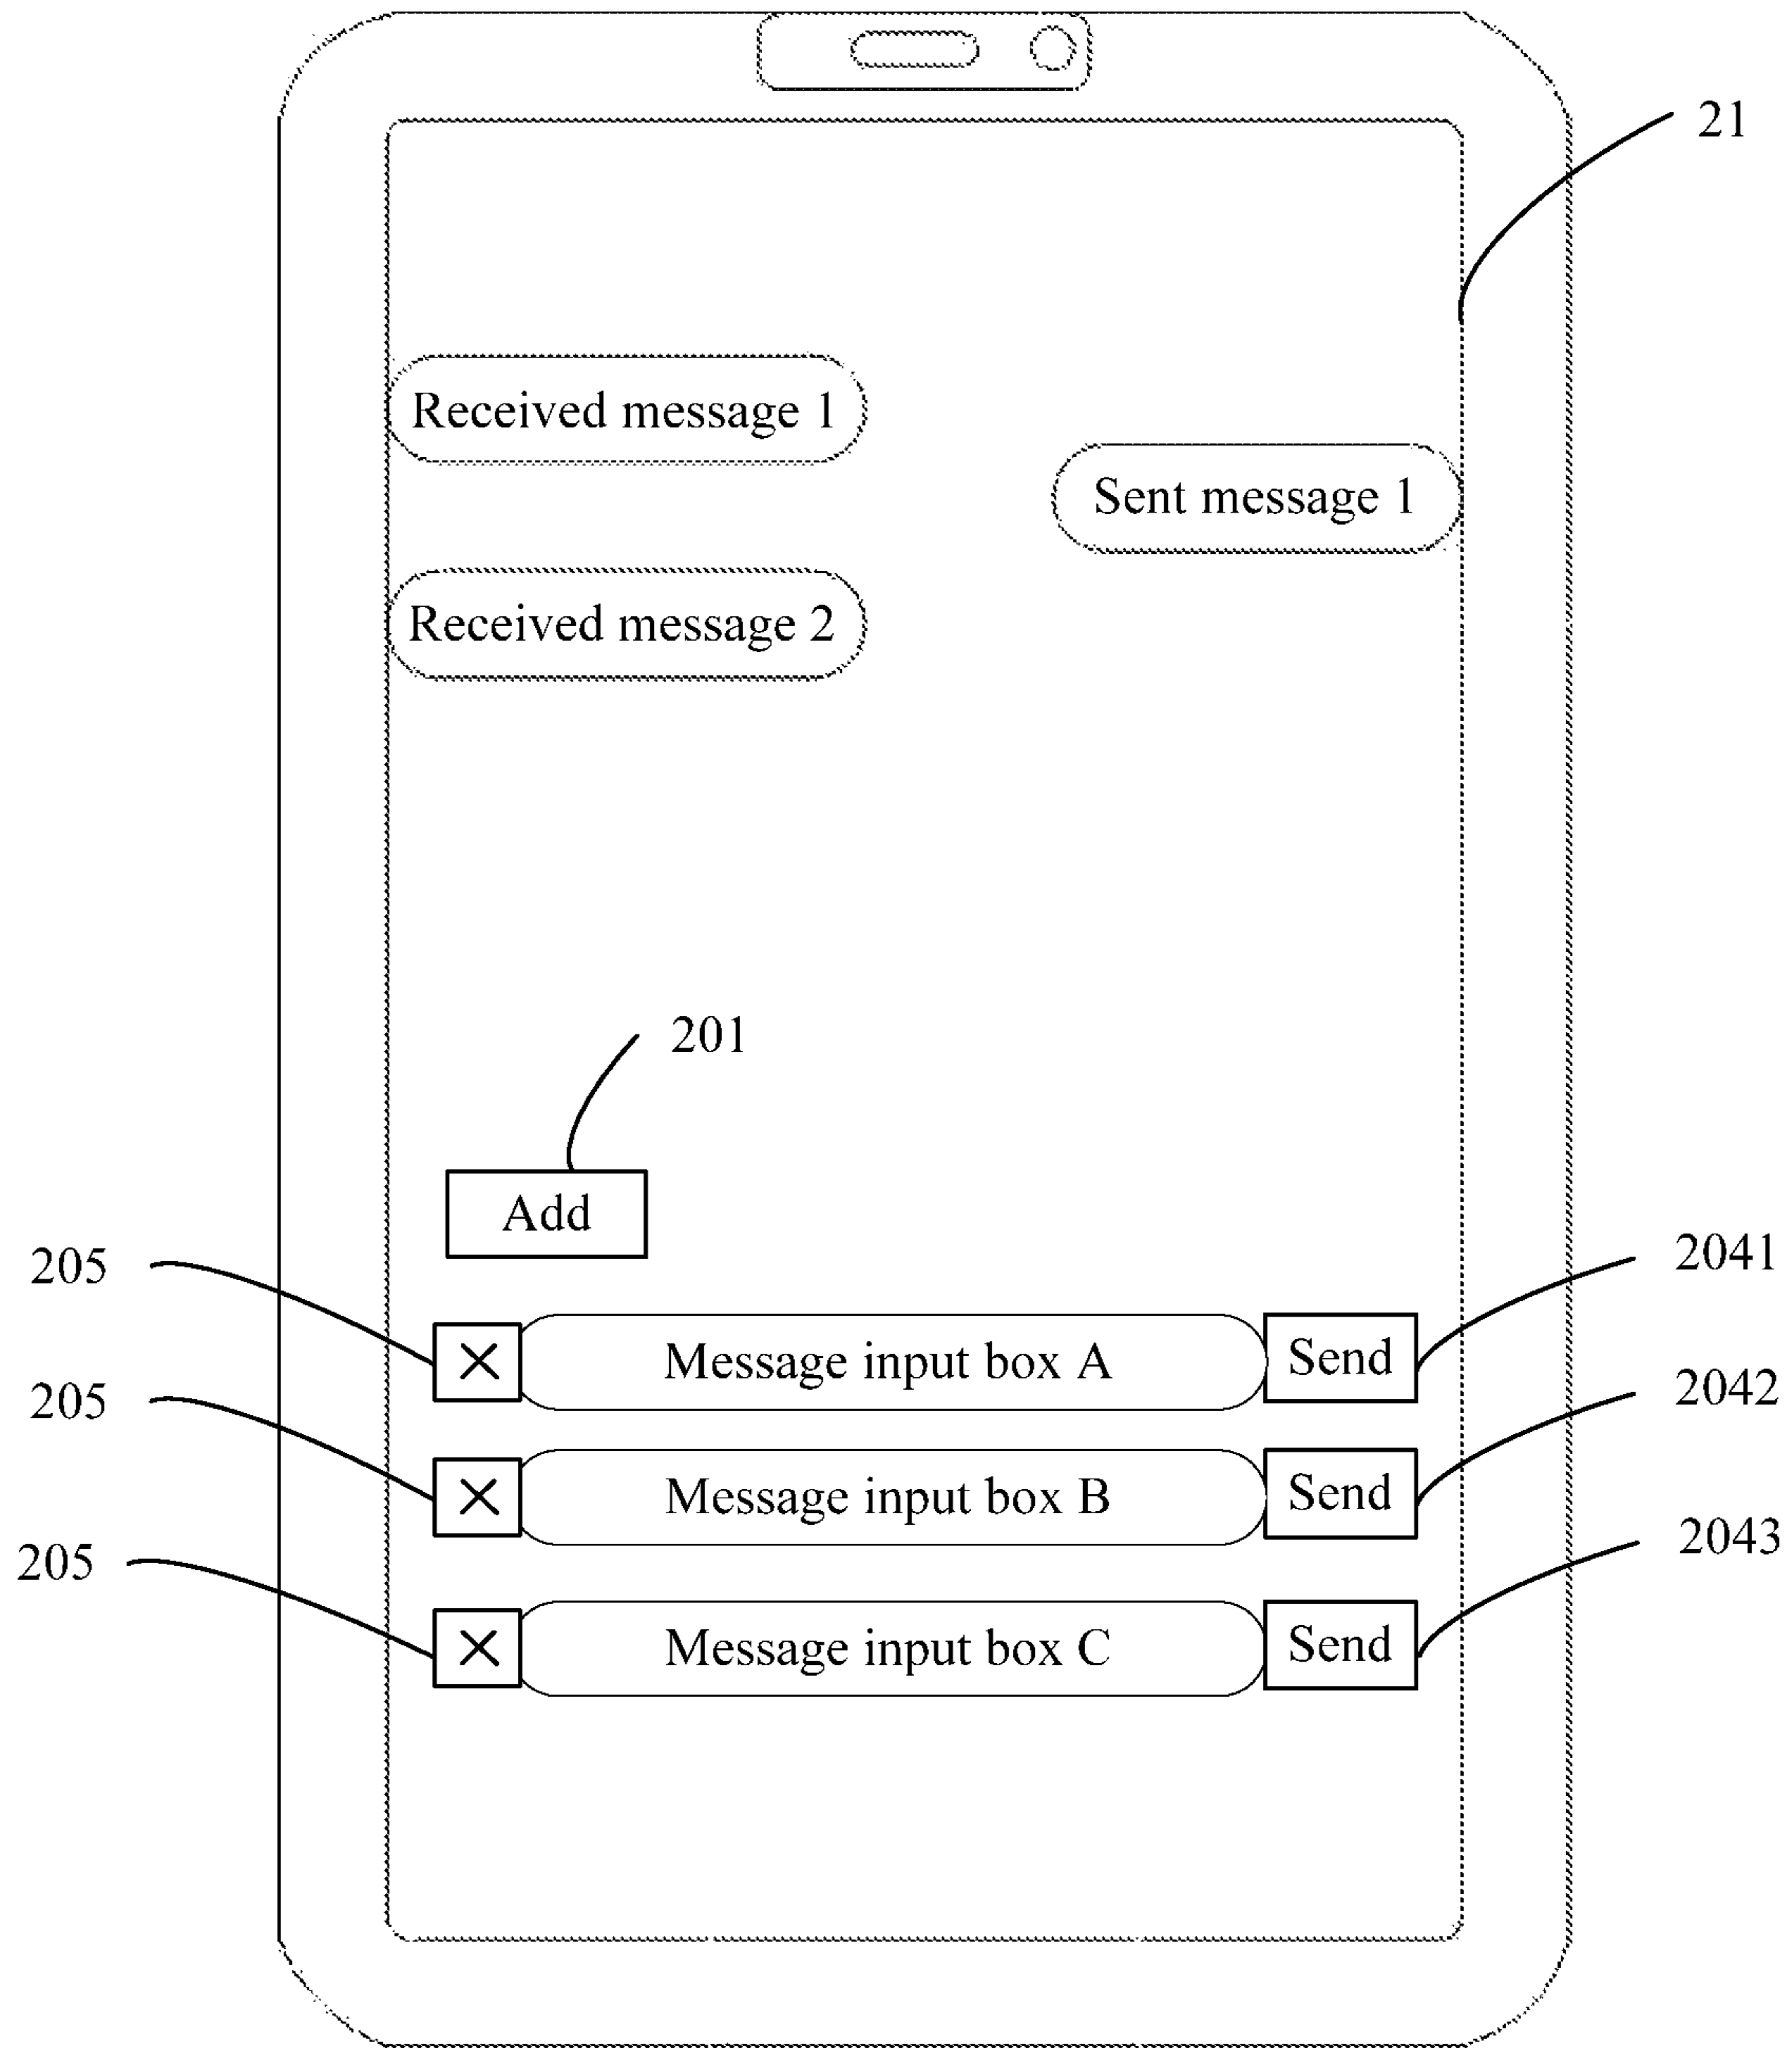 21
Received message 1
Sent message 1
Received message 2
201
Add
205
2041
Message input box A
Send
205
2042
Message input box B
Send
205
2043
Message input box C
Send